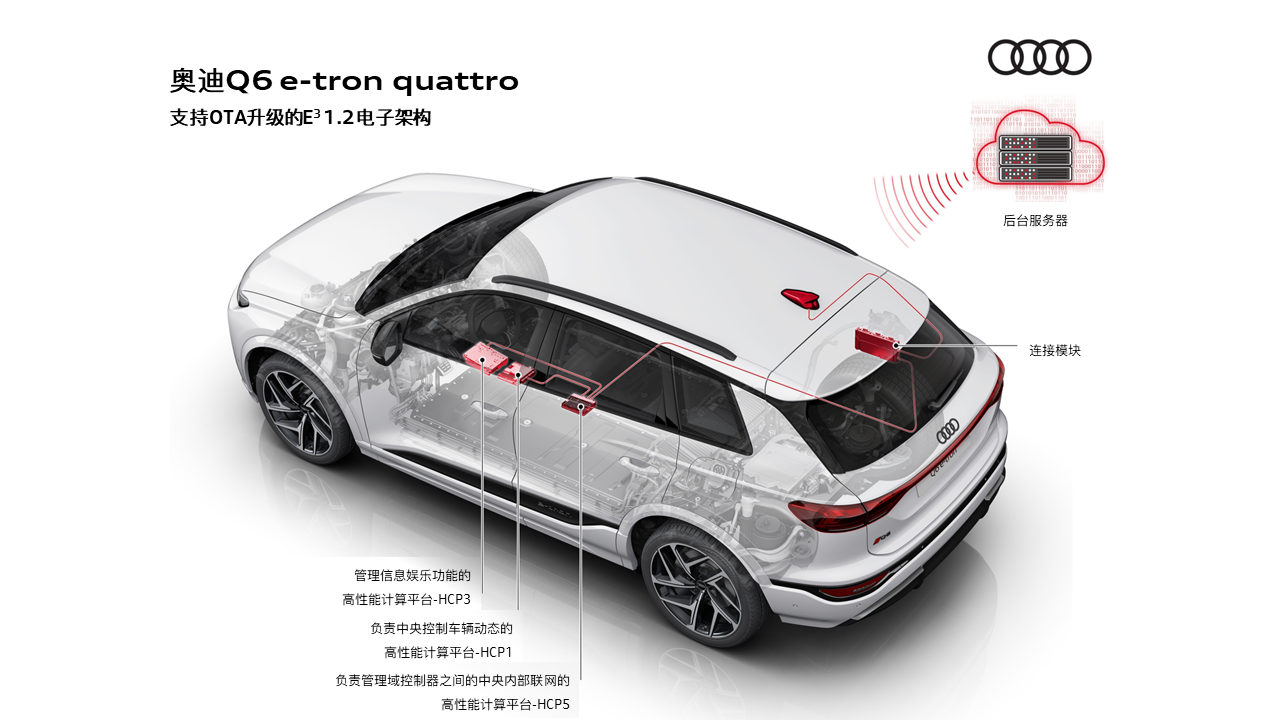 奥迪Q6 e-tron quattro
支持OTA升级的E³1.2电子架构
后台服务器
连接模块
Q6 e-tron
管理信息娱乐功能的
高性能计算平台-HCP3
负责中央控制车辆动态的
高性能计算平台-HCP1
负责管理域控制器之间的中央内部联网的
高性能计算平台-HCP5